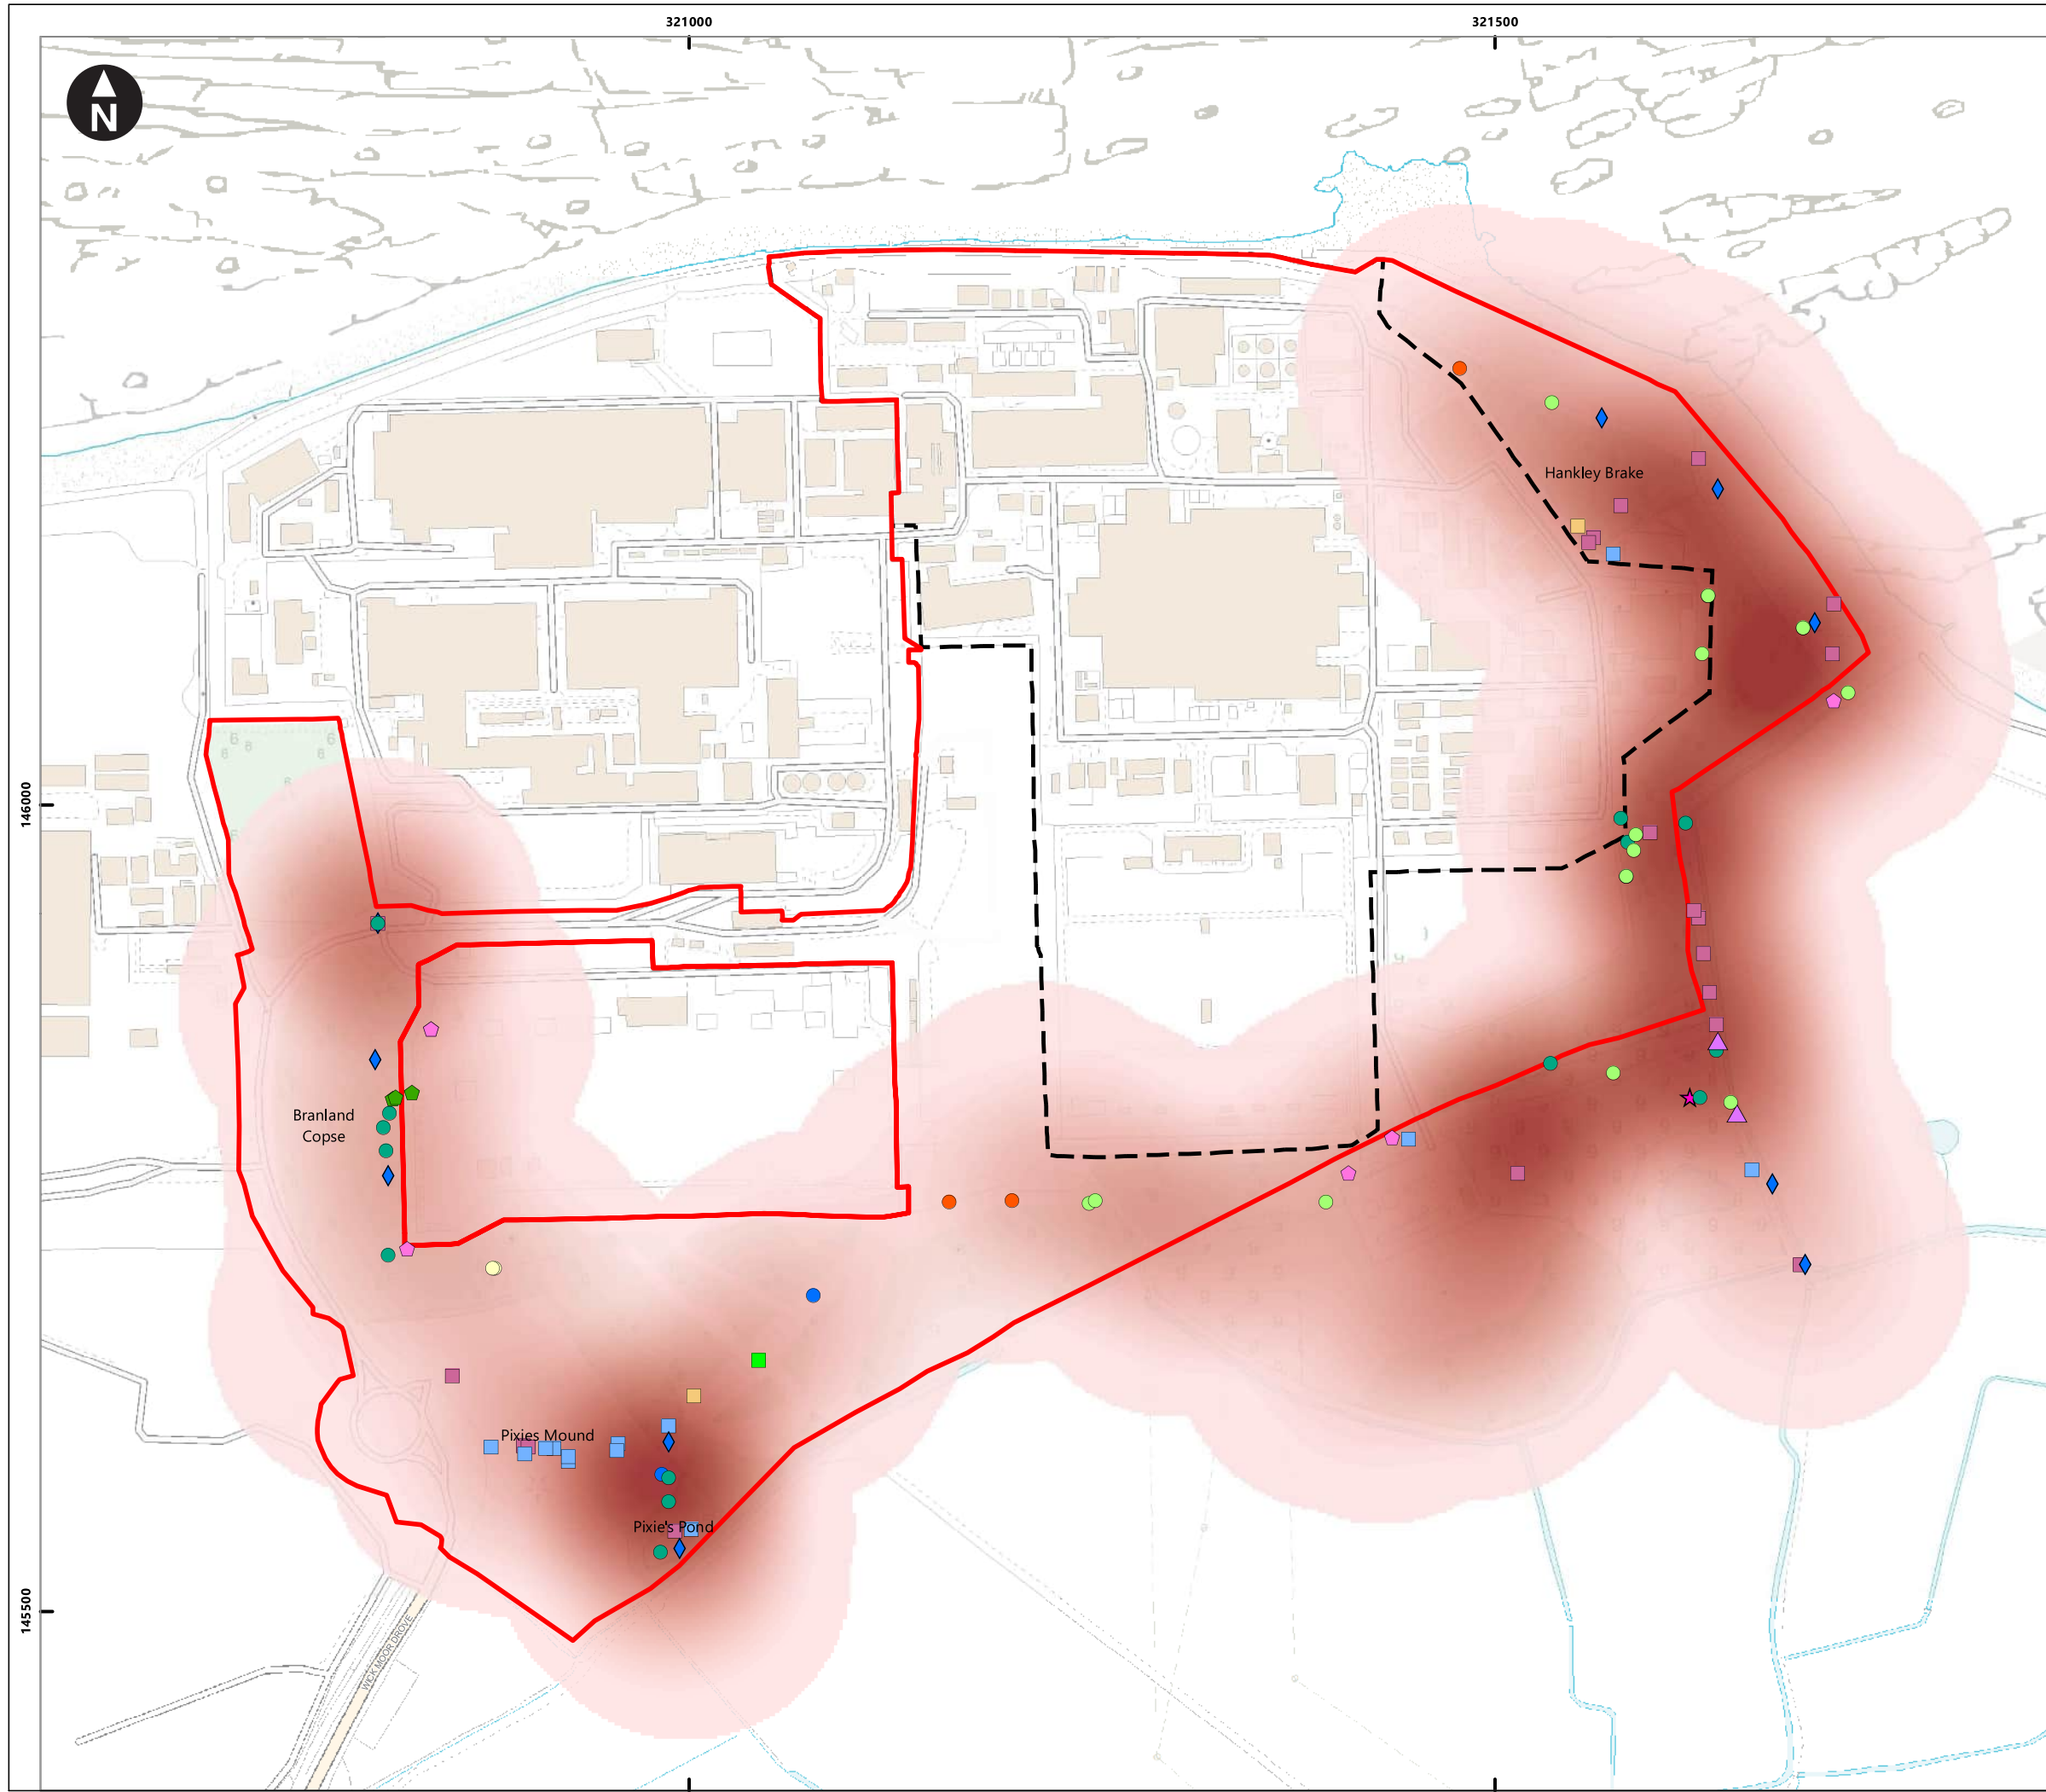 321000
321500
N
Hankley Brake
146000
Branland
Copse
Pixies Mound
Pixie's Pond
145500
WICK MOOR DROVE